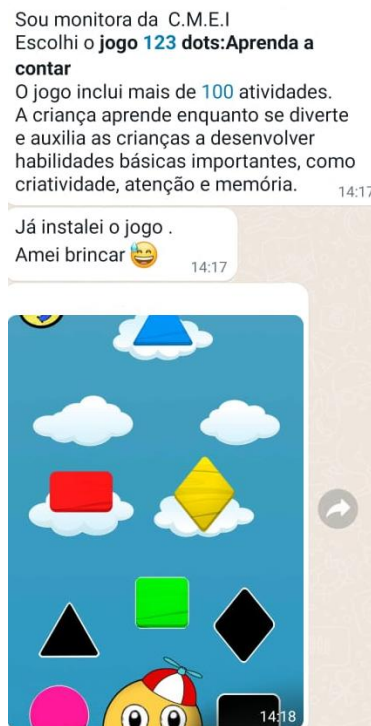 Sou monitora da C.M.E.I
Escolhi o jogo 123 dots:Aprenda a
contar
O jogo inclui mais de 100 atividades.
A criança aprende enquanto se diverte
e auxilia as crianças a desenvolver
habilidades básicas importantes, como
criatividade, atenção e memória.
14:17
Já instalei o jogo .
Amei brincar 😅
14:17
14:18